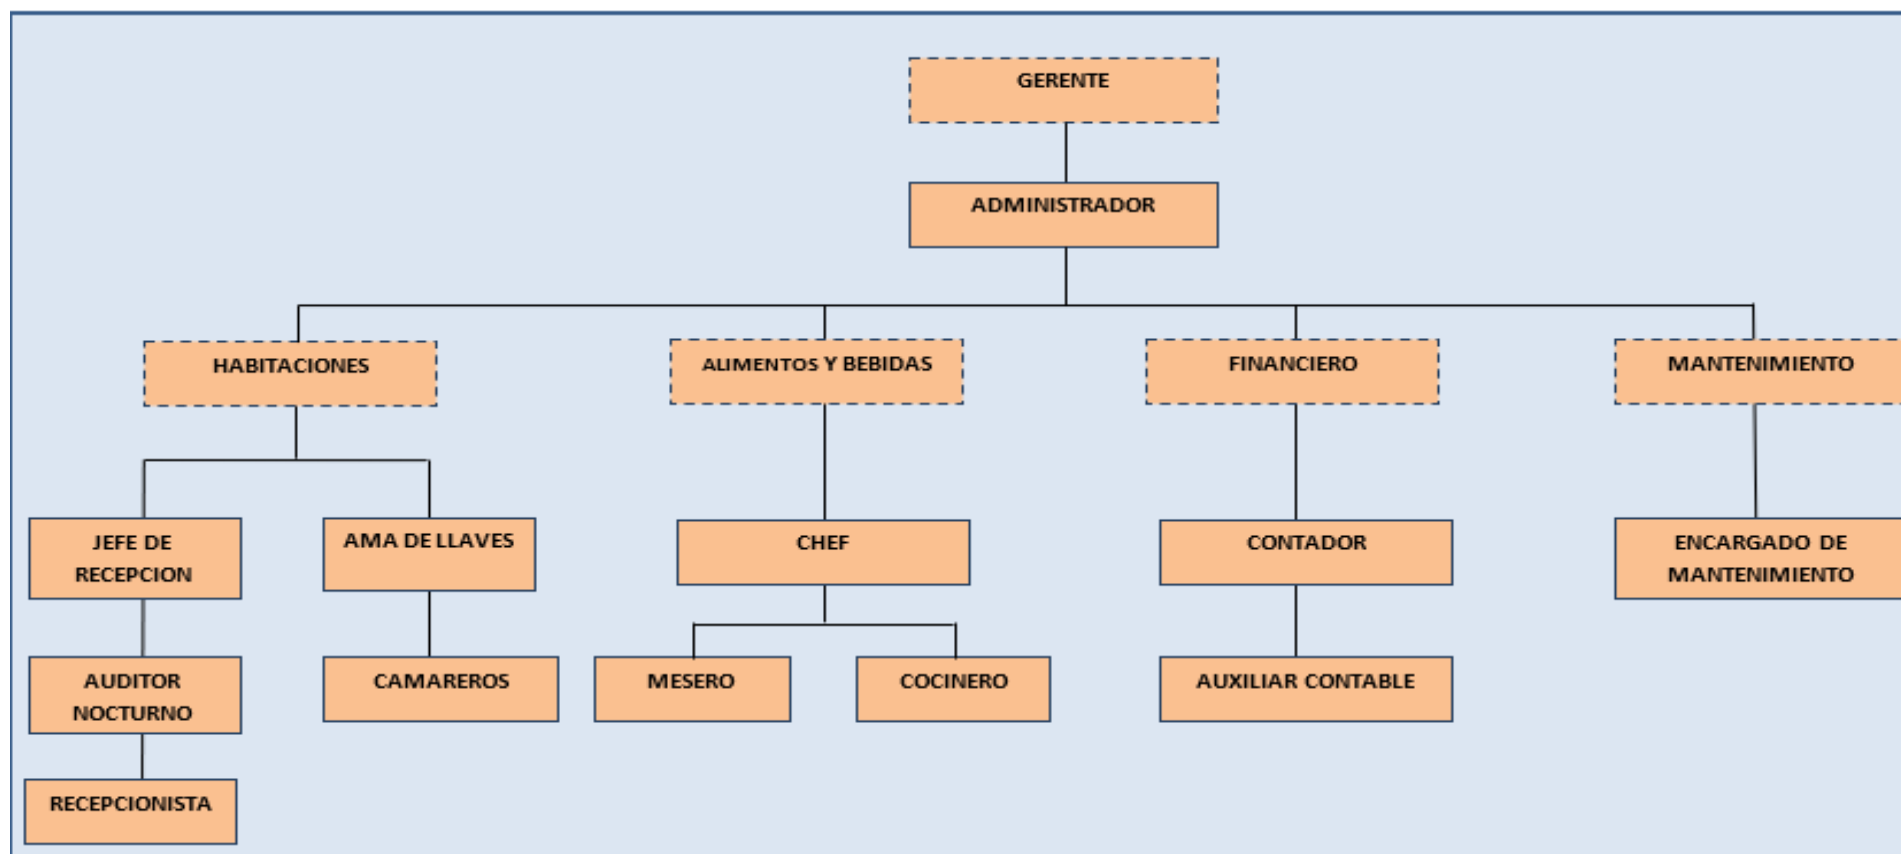 GERENTE
ADMINISTRADOR
HABITACIONES
ALIMENTOS Y BEBIDAS
FINANCIERO
MANTENIMIENTO
JEFE DE
RECEPCION
AMA DE LLAVES
CHEF
CONTADOR
ENCARGADO DE
MANTENIMIENTO
AUDITOR
NOCTURNO
CAMAREROS
MESERO
COCINERO
AUXILIAR CONTABLE
RECEPCIONISTA